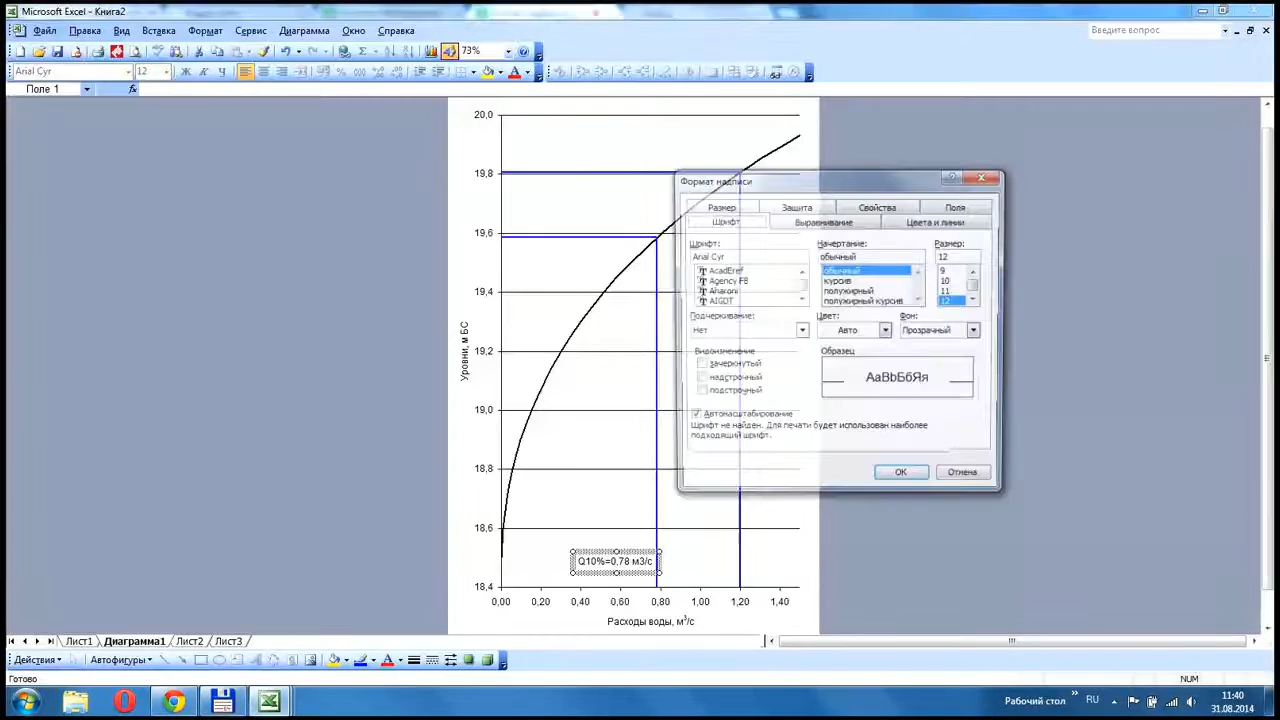 Microsoft Excel - Книга2
Файл Правка Вид Вставка Формат Сервис Диаграмма Окно Справка
Введите вопрос
73%
Arial Cyr 12
Ж К Ч
Поле 1 fx
20,0
19,8
19,6
19,4
19,2
19,0
18,8
18,6
18,4
Уровни, м БС
0,00 0,20 0,40 0,60 0,80 1,00 1,20 1,40
Расходы воды, м³/с
Q10%=0,78 м3/с
Формат надписи
Размер Защита Свойства Поля
Шрифт Выравнивание Цвета и линии
Шрифт: Начертание: Размер:
Arial Cyr обычный 12
AcadEref обычный 9
Agency FB курсив 10
Aharoni полужирный 11
AIGDT полужирный курсив 12
Подчеркивание: Цвет: Фон:
Нет Авто Прозрачный
Видоизменение Образец
зачеркнутый
надстрочный
подстрочный
АаВbБбЯя
Автомасштабирование
Шрифт не найден. Для печати будет использован наиболее
подходящий шрифт.
ОК Отмена
Лист1 Диаграмма1 Лист2 Лист3
Действия Автофигуры
Готово
NUM
Рабочий стол RU
11:40
31.08.2014